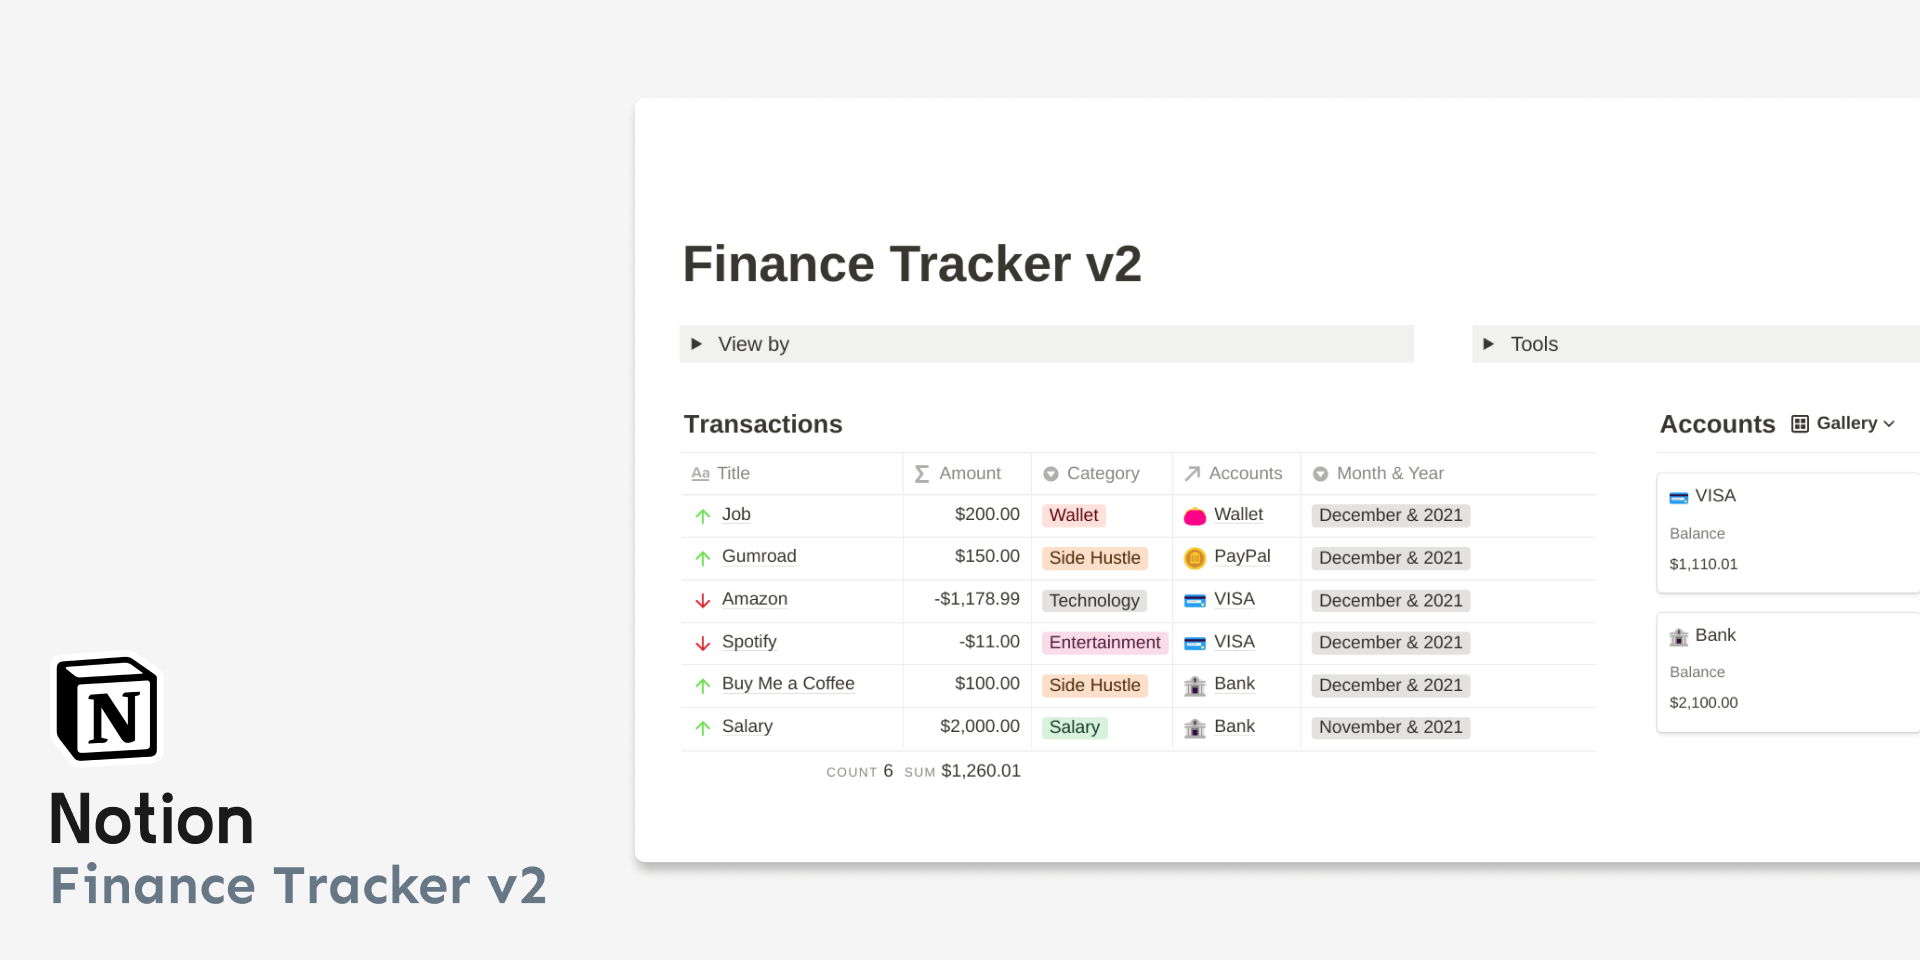 Finance Tracker v2
View by
Tools
Transactions
Accounts Gallery
Aa Title Amount Category Accounts Month & Year
Job $200.00 Wallet Wallet December & 2021
Gumroad $150.00 Side Hustle PayPal December & 2021
Amazon -$1,178.99 Technology VISA December & 2021
Spotify -$11.00 Entertainment VISA December & 2021
Buy Me a Coffee $100.00 Side Hustle Bank December & 2021
Salary $2,000.00 Salary Bank November & 2021
COUNT 6 SUM $1,260.01
VISA
Balance
$1,110.01
Bank
Balance
$2,100.00
N
Notion
Finance Tracker v2